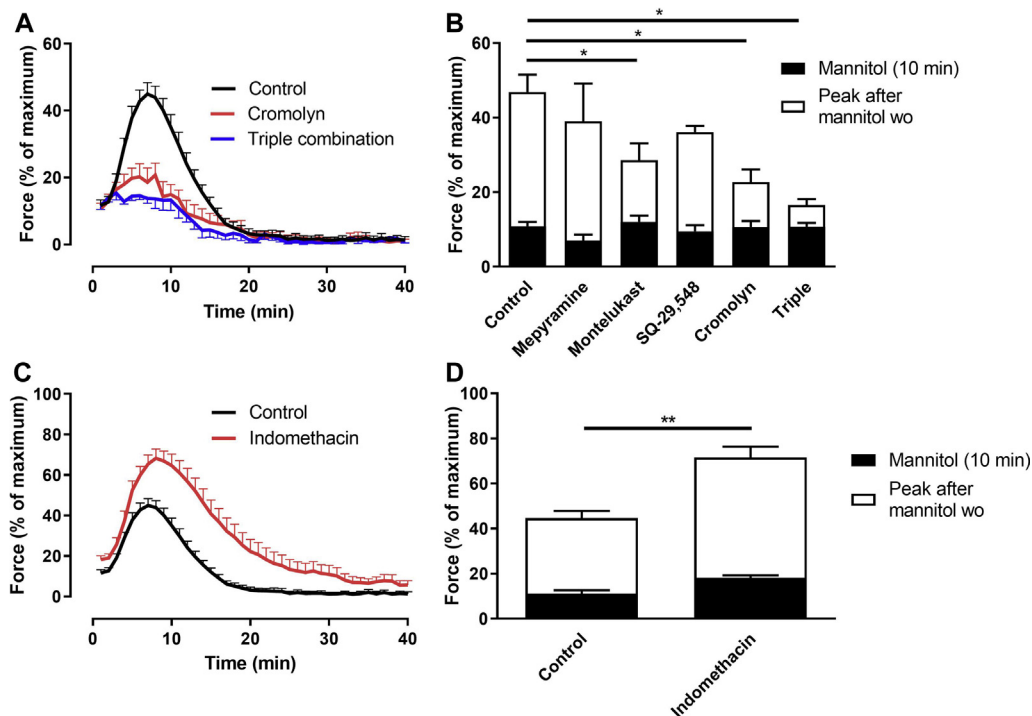 A
Force (% of maximum)
60
40
20
0
0
10
20
30
40
Time (min)
Control
Cromolyn
Triple combination
B
Force (% of maximum)
60
40
20
0
*
*
*
Mannitol (10 min)
Peak after
mannitol wo
Control
Mepyramine
Montelukast
SQ-29,548
Cromolyn
Triple
C
Force (% of maximum)
100
80
60
40
20
0
0
10
20
30
40
Time (min)
Control
Indomethacin
D
Force (% of maximum)
100
80
60
40
20
0
**
Mannitol (10 min)
Peak after
mannitol wo
Control
Indomethacin